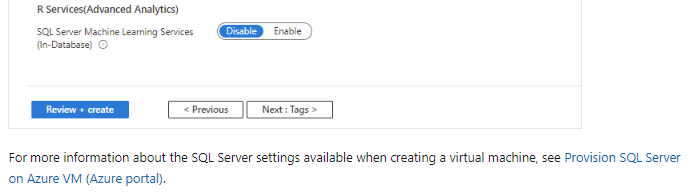 R Services(Advanced Analytics)
SQL Server Machine Learning Services Disable Enable
(In-Database)
Review + create < Previous Next : Tags >
For more information about the SQL Server settings available when creating a virtual machine, see Provision SQL Server
on Azure VM (Azure portal).